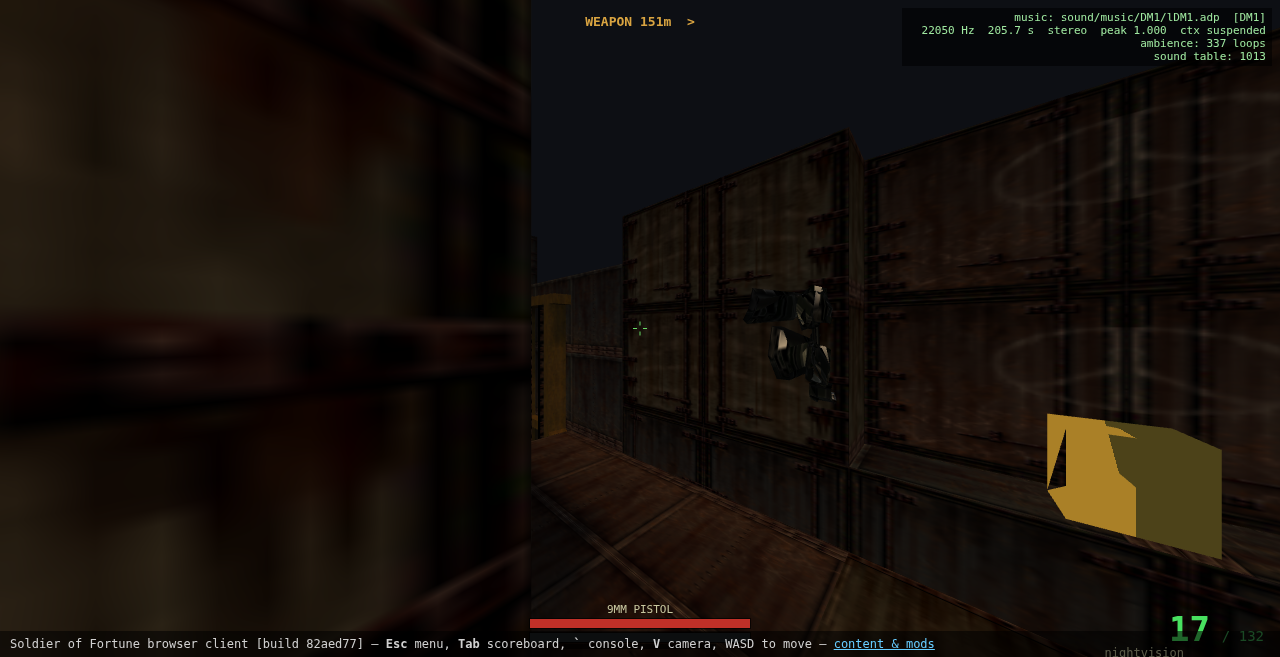 WEAPON 151m >
music: sound/music/DM1/lDM1.adp [DM1]
22050 Hz 205.7 s stereo peak 1.000 ctx suspended
ambience: 337 loops
sound table: 1013
9MM PISTOL
17 / 132
Soldier of Fortune browser client [build 82aed77] — Esc menu, Tab scoreboard, ` console, V camera, WASD to move — content & mods
nightvision